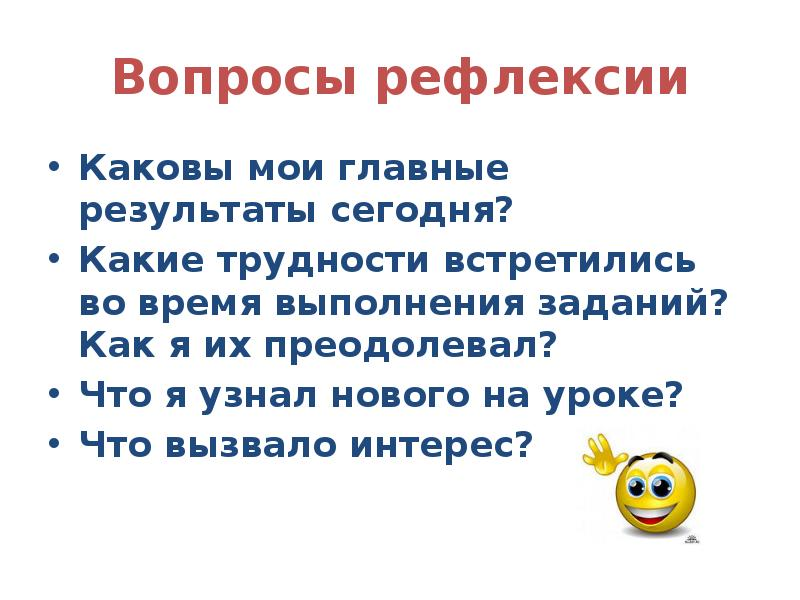 Вопросы рефлексии
• Каковы мои главные
результаты сегодня?
• Какие трудности встретились
во время выполнения заданий?
Как я их преодолевал?
• Что я узнал нового на уроке?
• Что вызвало интерес?